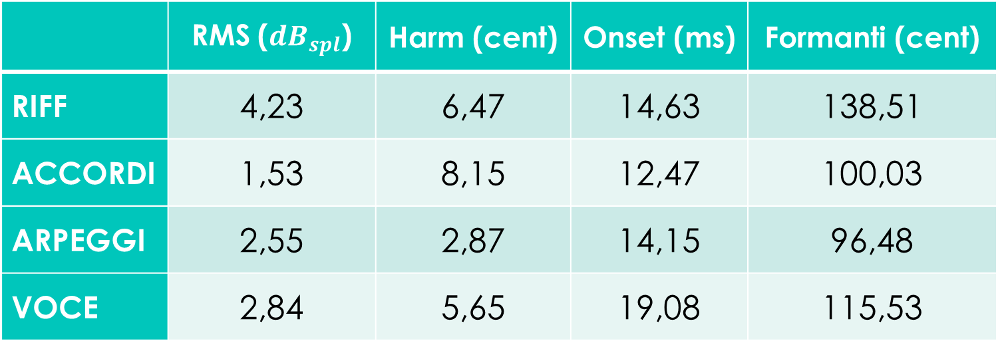 RMS (dB_spl) Harm (cent) Onset (ms) Formanti (cent)
RIFF 4,23 6,47 14,63 138,51
ACCORDI 1,53 8,15 12,47 100,03
ARPEGGI 2,55 2,87 14,15 96,48
VOCE 2,84 5,65 19,08 115,53